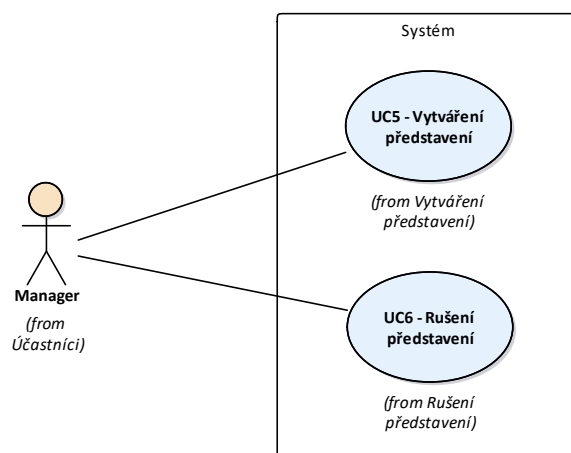 Systém
UC5 - Vytváření
představení
(from Vytváření
představení)
Manager
(from
Účastníci)
UC6 - Rušení
představení
(from Rušení
představení)